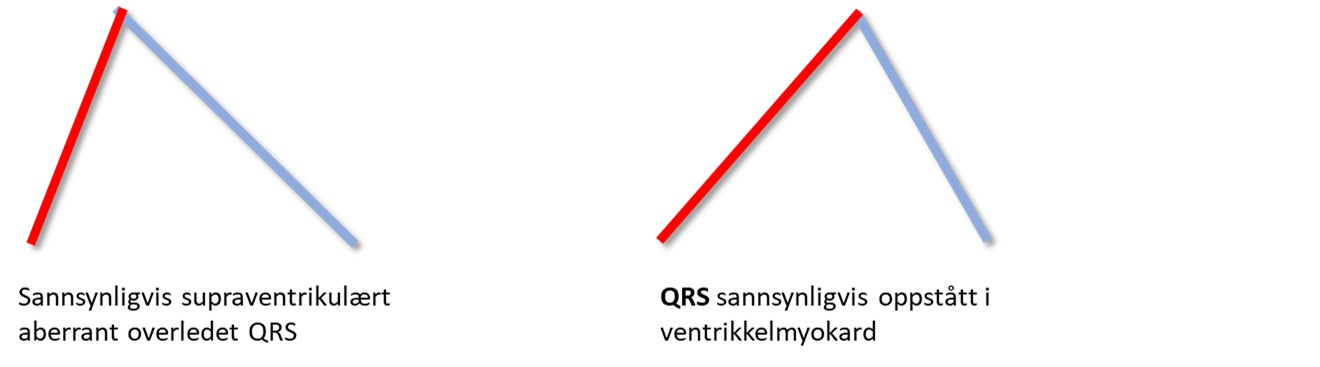 Sannsynligvis supraventrikulært
aberrant overledet QRS
QRS sannsynligvis oppstått i
ventrikkelmyokard